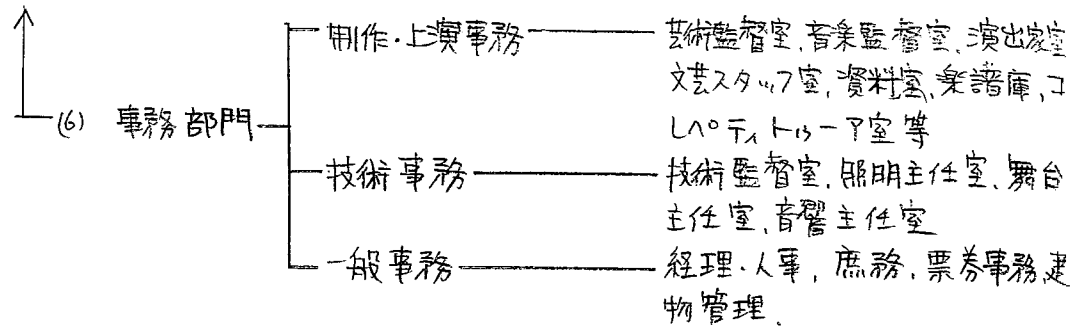 制作・上演事務
芸術監督室、音楽監督室、演出家室
文芸スタッフ室、資料室、楽譜庫、コ
レペティトゥーア室等
(6) 事務部門
技術事務
技術監督室、照明主任室、舞台
主任室、音響主任室
一般事務
経理・人事、庶務、票券事務、建
物管理、